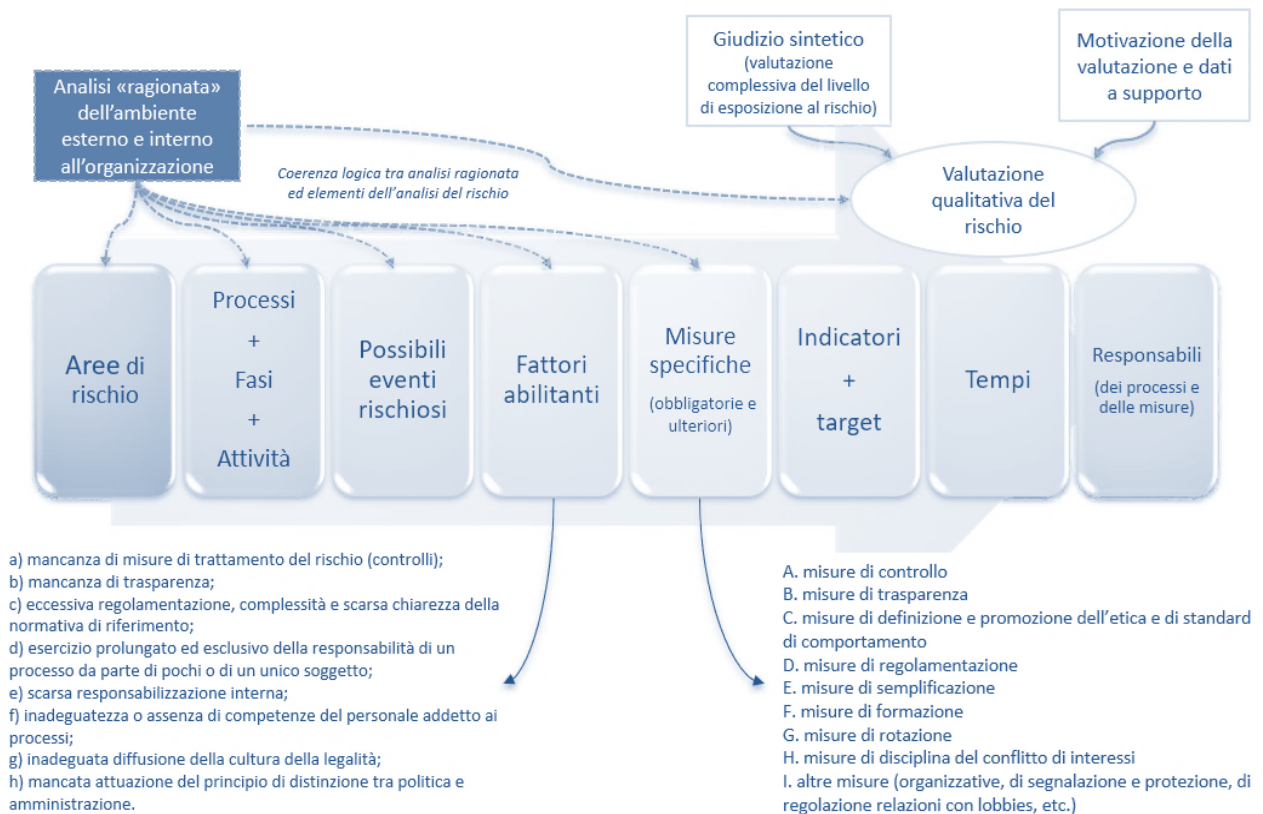 Giudizio sintetico
(valutazione
complessiva del livello
di esposizione al rischio)
Motivazione della
valutazione e dati
a supporto
Analisi «ragionata»
dell’ambiente
esterno e interno
all’organizzazione
Coerenza logica tra analisi ragionata
ed elementi dell’analisi del rischio
Valutazione
qualitativa del
rischio
Aree di
rischio
Processi
+
Fasi
+
Attività
Possibili
eventi
rischiosi
Fattori
abilitanti
Misure
specifiche
(obbligatorie e
ulteriori)
Indicatori
+
target
Tempi
Responsabili
(dei processi e
delle misure)
a) mancanza di misure di trattamento del rischio (controlli);
b) mancanza di trasparenza;
c) eccessiva regolamentazione, complessità e scarsa chiarezza della
normativa di riferimento;
d) esercizio prolungato ed esclusivo della responsabilità di un
processo da parte di pochi o di un unico soggetto;
e) scarsa responsabilizzazione interna;
f) inadeguatezza o assenza di competenze del personale addetto ai
processi;
g) inadeguata diffusione della cultura della legalità;
h) mancata attuazione del principio di distinzione tra politica e
amministrazione.
A. misure di controllo
B. misure di trasparenza
C. misure di definizione e promozione dell’etica e di standard
di comportamento
D. misure di regolamentazione
E. misure di semplificazione
F. misure di formazione
G. misure di rotazione
H. misure di disciplina del conflitto di interessi
I. altre misure (organizzative, di segnalazione e protezione, di
regolazione relazioni con lobbies, etc.)